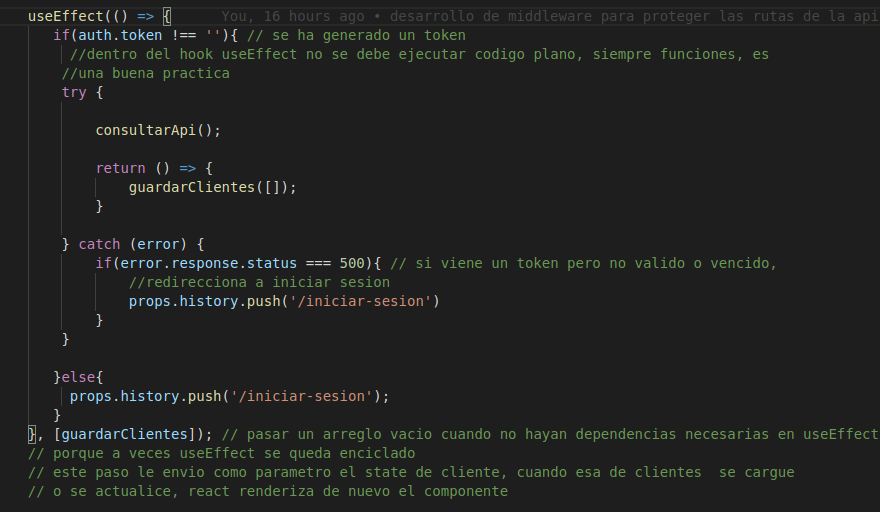 useEffect(() => { You, 16 hours ago • desarrollo de middleware para proteger las rutas de la api
if(auth.token !== ''){ // se ha generado un token
//dentro del hook useEffect no se debe ejecutar codigo plano, siempre funciones, es
//una buena practica
try {
consultarApi();
return () => {
guardarClientes([]);
}
} catch (error) {
if(error.response.status === 500){ // si viene un token pero no valido o vencido,
//redirecciona a iniciar sesion
props.history.push('/iniciar-sesion')
}
}
}else{
props.history.push('/iniciar-sesion');
}
}, [guardarClientes]); // pasar un arreglo vacio cuando no hayan dependencias necesarias en useEffect
// porque a veces useEffect se queda enciclado
// este paso le envio como parametro el state de cliente, cuando esa de clientes  se cargue
// o se actualice, react renderiza de nuevo el componente